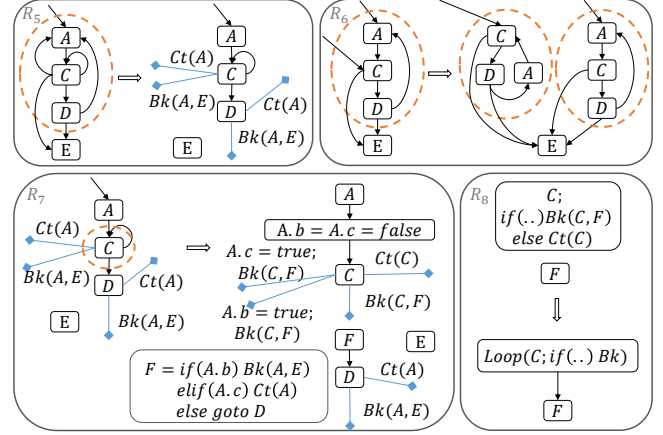 R5
A
C
D
E
A
C
D
E
Ct(A)
Bk(A, E)
Ct(A)
Bk(A, E)
R6
A
C
D
E
C
D
A
A
C
D
E
R7
A
C
D
E
Ct(A)
Bk(A, E)
Ct(A)
Bk(A, E)
A
A.b = A.c = false
A.c = true;
Bk(C, F)
C
Ct(C)
Bk(C, F)
A.b = true;
Bk(C, F)
F
E
D
Ct(A)
Bk(A, E)
F = if(A.b) Bk(A, E)
elif(A.c) Ct(A)
else goto D
R8
C;
if(..)Bk(C, F)
else Ct(C)
F
Loop(C; if(..) Bk)
F